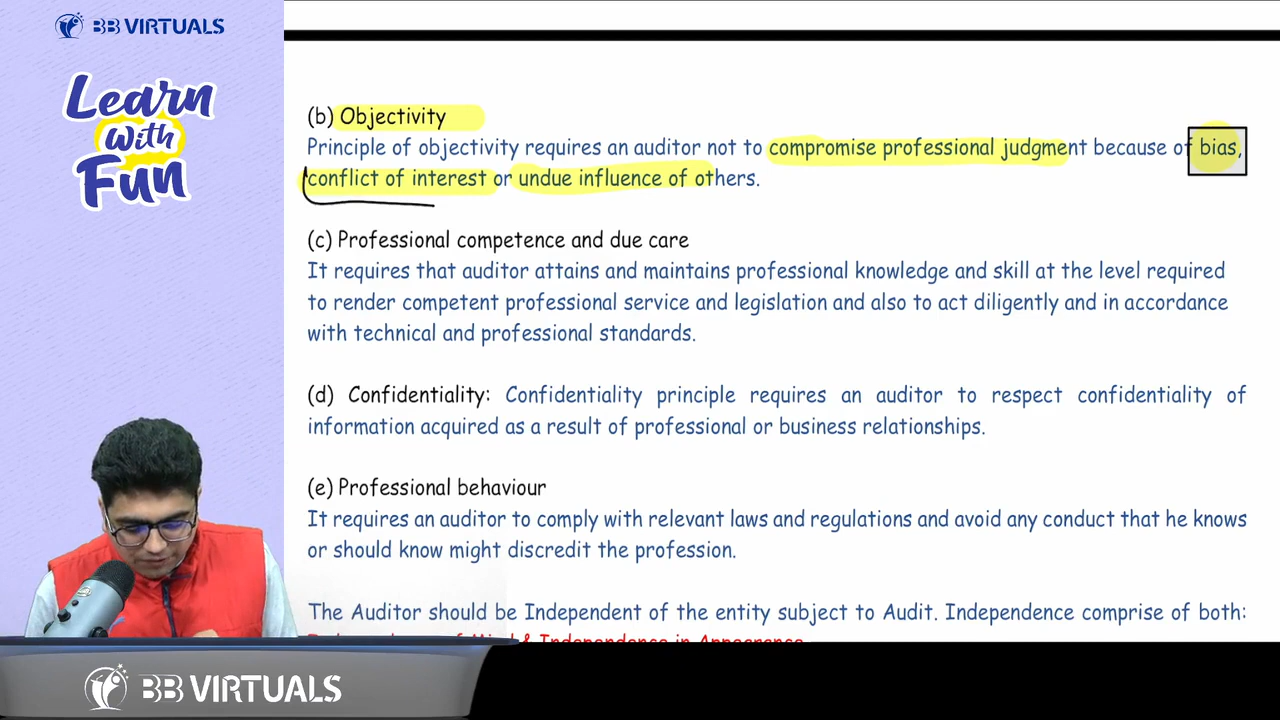 BB VIRTUALS
Learn
With
Fun
(b) Objectivity
Principle of objectivity requires an auditor not to compromise professional judgment because of bias,
conflict of interest or undue influence of others.
(c) Professional competence and due care
It requires that auditor attains and maintains professional knowledge and skill at the level required
to render competent professional service and legislation and also to act diligently and in accordance
with technical and professional standards.
(d) Confidentiality: Confidentiality principle requires an auditor to respect confidentiality of
information acquired as a result of professional or business relationships.
(e) Professional behaviour
It requires an auditor to comply with relevant laws and regulations and avoid any conduct that he knows
or should know might discredit the profession.
The Auditor should be Independent of the entity subject to Audit. Independence comprise of both:
& Independence in Appearance
BB VIRTUALS